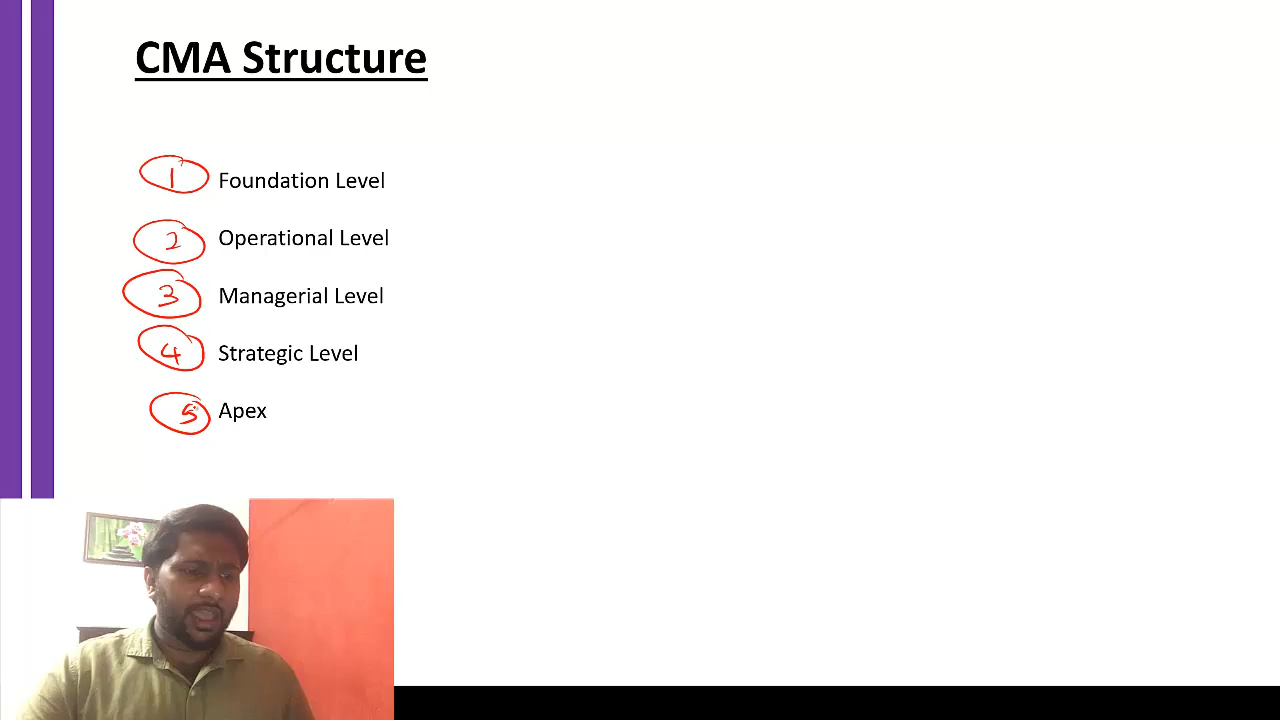 CMA Structure
1 Foundation Level
2 Operational Level
3 Managerial Level
4 Strategic Level
5 Apex